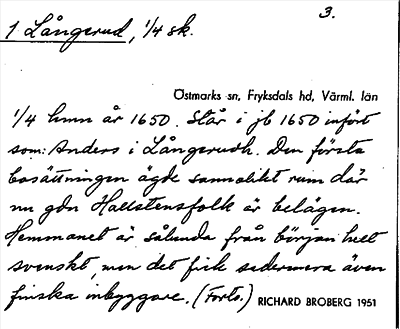 3.
1 Långerud, 1/4 sk.
Östmarks sn, Fryksdals hd, Värml. län
1/4 hmn år 1650. Står i jb 1650 infört
som: Anders i Långerudh. Den första
bosättningen ägde sannolikt rum där
nu gdn Hallstensfolk är belägen.
Hemmanet är sålunda från början helt
svenskt, men det fick sedermera även
finska inbyggare. (Forts.) RICHARD BROBERG 1951